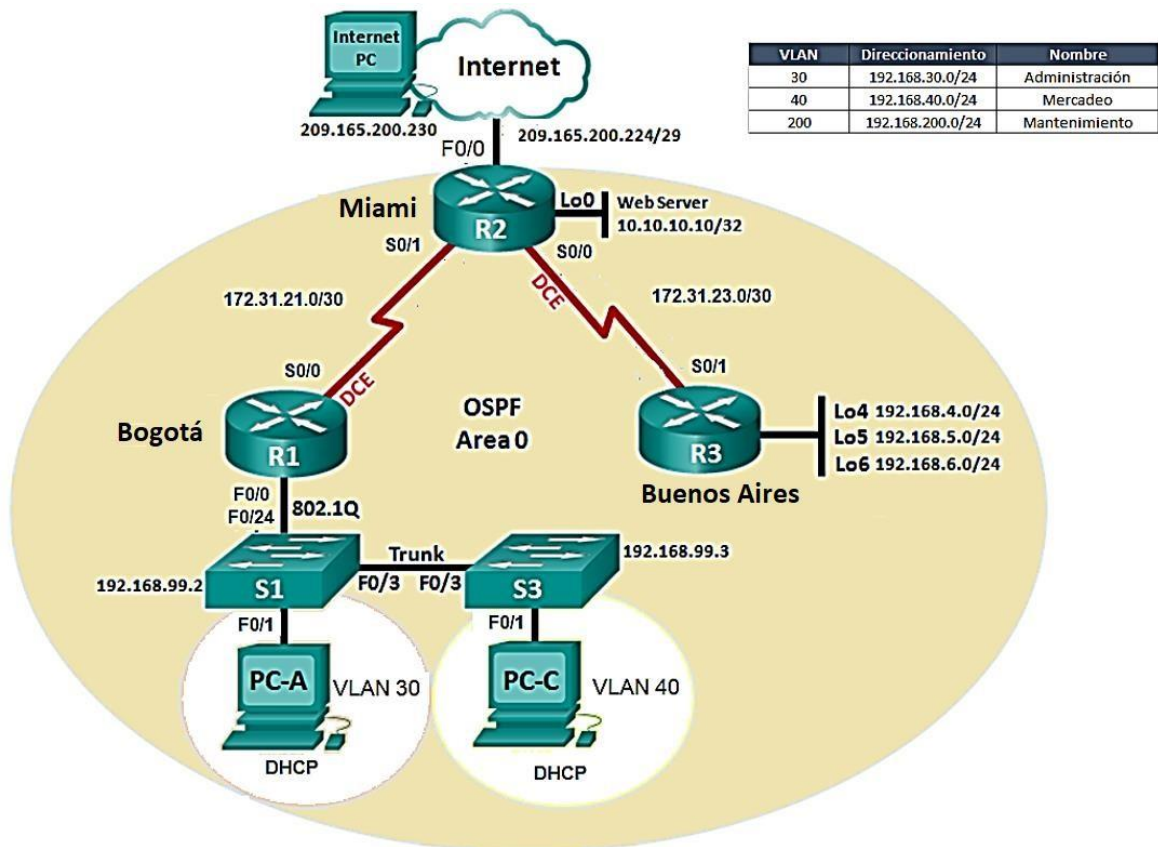 Internet
PC
Internet
209.165.200.230
209.165.200.224/29
F0/0
VLAN Direccionamiento Nombre
30 192.168.30.0/24 Administración
40 192.168.40.0/24 Mercadeo
200 192.168.200.0/24 Mantenimiento
Miami
R2
Lo0
Web Server
10.10.10.10/32
S0/1
S0/0
DCE
172.31.21.0/30
172.31.23.0/30
S0/0
DCE
S0/1
Bogotá
R1
OSPF
Area 0
R3
Buenos Aires
Lo4 192.168.4.0/24
Lo5 192.168.5.0/24
Lo6 192.168.6.0/24
F0/0
F0/24
802.1Q
192.168.99.2
S1
Trunk
F0/3 F0/3
S3
192.168.99.3
F0/1
F0/1
PC-A
VLAN 30
DHCP
PC-C
VLAN 40
DHCP